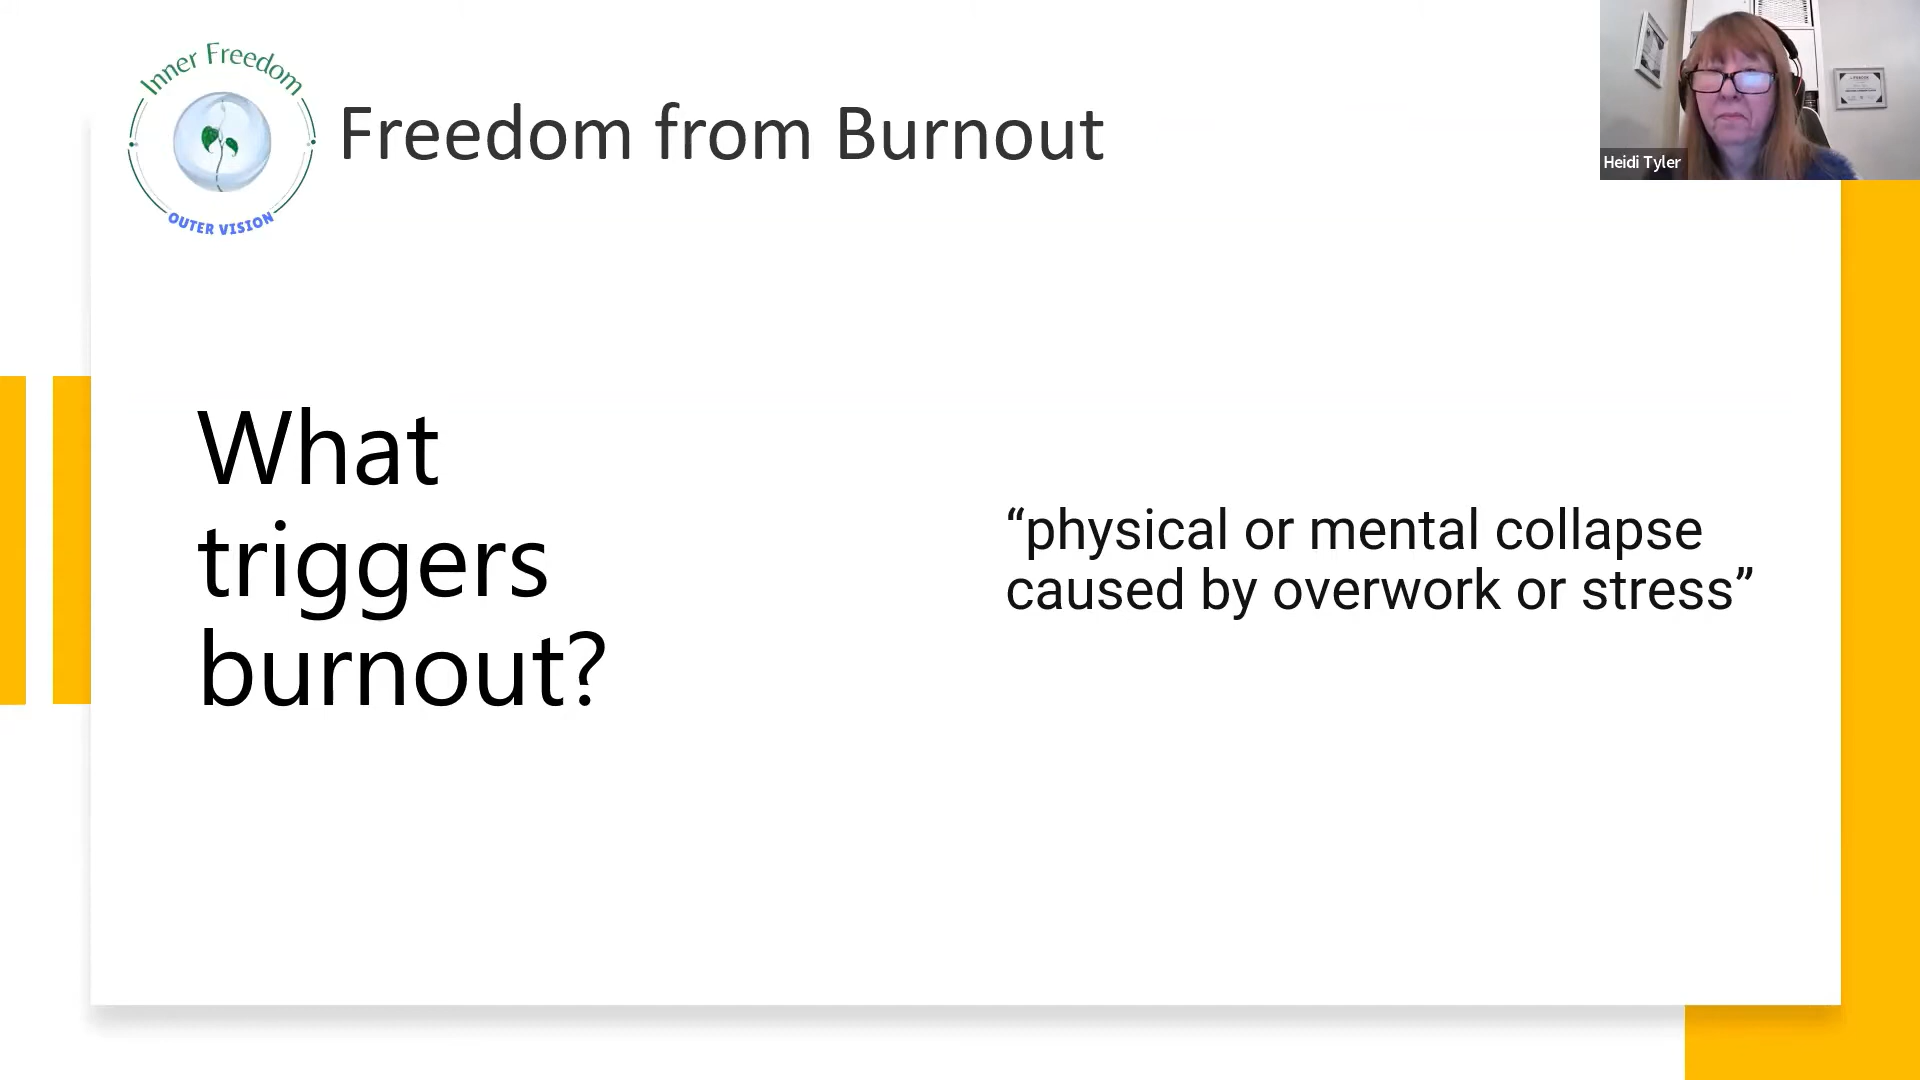 Inner Freedom
OUTER VISION
Freedom from Burnout
Heidi Tyler
What
triggers
burnout?
“physical or mental collapse
caused by overwork or stress”